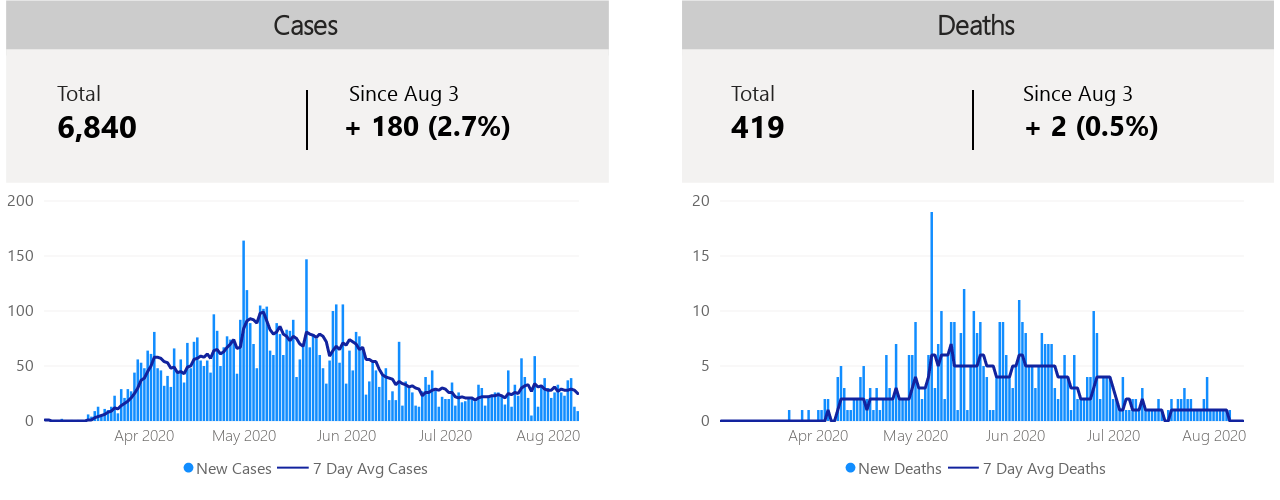 Cases
Total
6,840
Since Aug 3
+ 180 (2.7%)
200
150
100
50
0
Apr 2020 May 2020 Jun 2020 Jul 2020 Aug 2020
New Cases 7 Day Avg Cases
Deaths
Total
419
Since Aug 3
+ 2 (0.5%)
20
15
10
5
0
Apr 2020 May 2020 Jun 2020 Jul 2020 Aug 2020
New Deaths 7 Day Avg Deaths